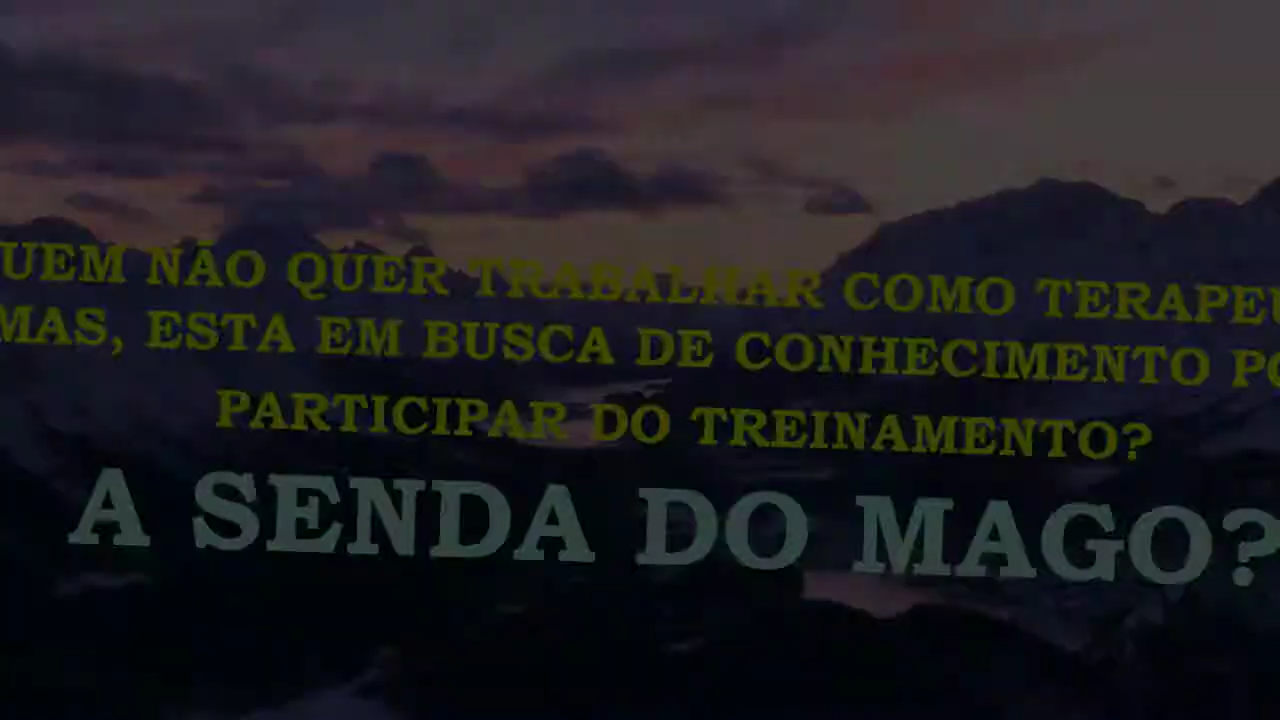 UEM NÃO QUER TRABALHAR COMO TERAPEU
MAS, ESTA EM BUSCA DE CONHECIMENTO PO
PARTICIPAR DO TREINAMENTO?
A SENDA DO MAGO?